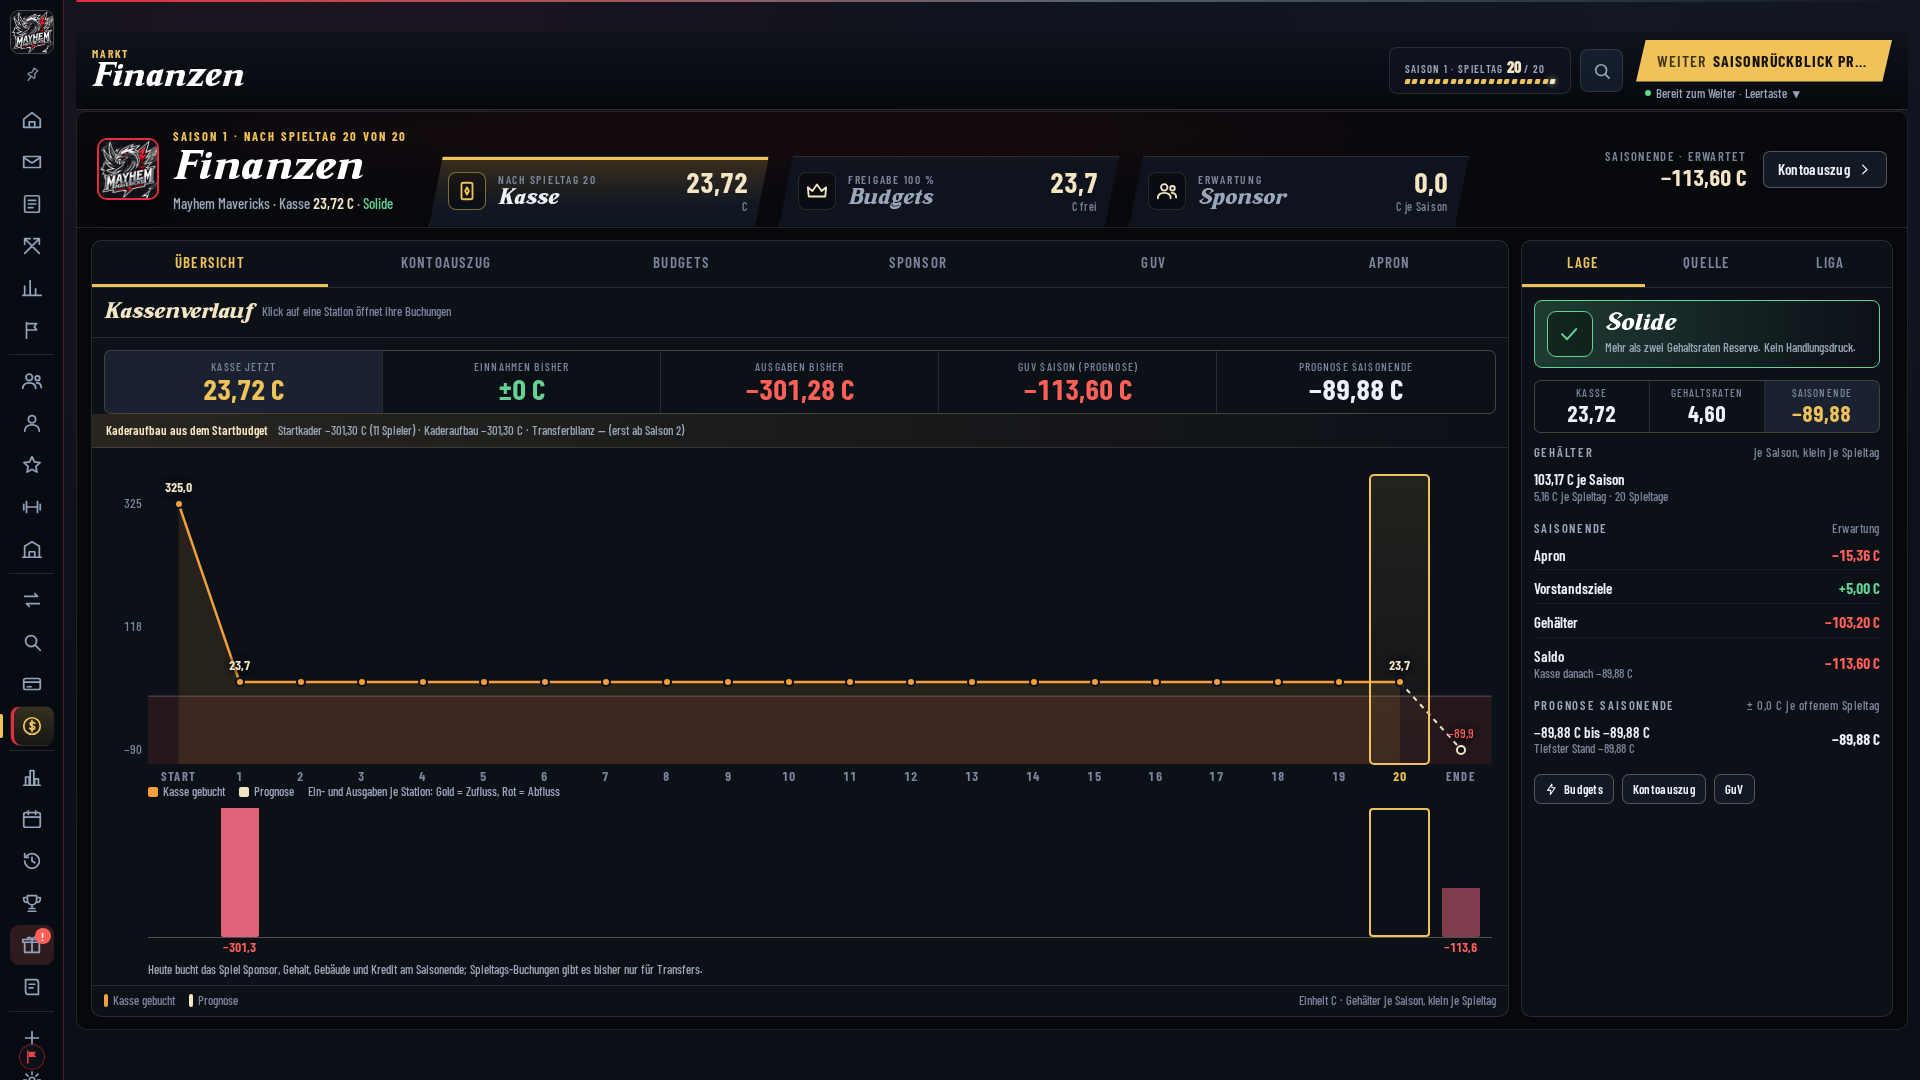 MAYHEM
MARKT
Finanzen
SAISON 1 · SPIELTAG 20 / 20
WEITER SAISONRÜCKBLICK PR...
Bereit zum Weiter · Leertaste ▼
MAYHEM
MAVERICKS
SAISON 1 · NACH SPIELTAG 20 VON 20
Finanzen
Mayhem Mavericks · Kasse 23,72 C · Solide
NACH SPIELTAG 20
Kasse
23,72
C
FREIGABE 100 %
Budgets
23,7
C frei
ERWARTUNG
Sponsor
0,0
C je Saison
SAISONENDE · ERWARTET
−113,60 C
Kontoauszug
ÜBERSICHT
KONTOAUSZUG
BUDGETS
SPONSOR
GUV
APRON
Kassenverlauf Klick auf eine Station öffnet ihre Buchungen
KASSE JETZT
23,72 C
EINNAHMEN BISHER
±0 C
AUSGABEN BISHER
−301,28 C
GUV SAISON (PROGNOSE)
−113,60 C
PROGNOSE SAISONENDE
−89,88 C
Kaderaufbau aus dem Startbudget Startkader −301,30 C (11 Spieler) · Kaderaufbau −301,30 C · Transferbilanz — (erst ab Saison 2)
325,0
325
118
23,7
23,7
−89,9
−90
START 1 2 3 4 5 6 7 8 9 10 11 12 13 14 15 16 17 18 19 20 ENDE
Kasse gebucht Prognose Ein- und Ausgaben je Station: Gold = Zufluss, Rot = Abfluss
−301,3
−113,6
Heute bucht das Spiel Sponsor, Gehalt, Gebäude und Kredit am Saisonende; Spieltags-Buchungen gibt es bisher nur für Transfers.
Kasse gebucht Prognose
Einheit C · Gehälter je Saison, klein je Spieltag
LAGE
QUELLE
LIGA
Solide
Mehr als zwei Gehaltsraten Reserve. Kein Handlungsdruck.
KASSE
23,72
GEHALTSRATEN
4,60
SAISONENDE
−89,88
GEHÄLTER je Saison, klein je Spieltag
103,17 C je Saison
5,16 C je Spieltag · 20 Spieltage
SAISONENDE Erwartung
Apron −15,36 C
Vorstandsziele +5,00 C
Gehälter −103,20 C
Saldo
Kasse danach −89,88 C
−113,60 C
PROGNOSE SAISONENDE ± 0,0 C je offenem Spieltag
−89,88 C bis −89,88 C
Tiefster Stand −89,88 C
−89,88 C
Budgets
Kontoauszug
GuV
!